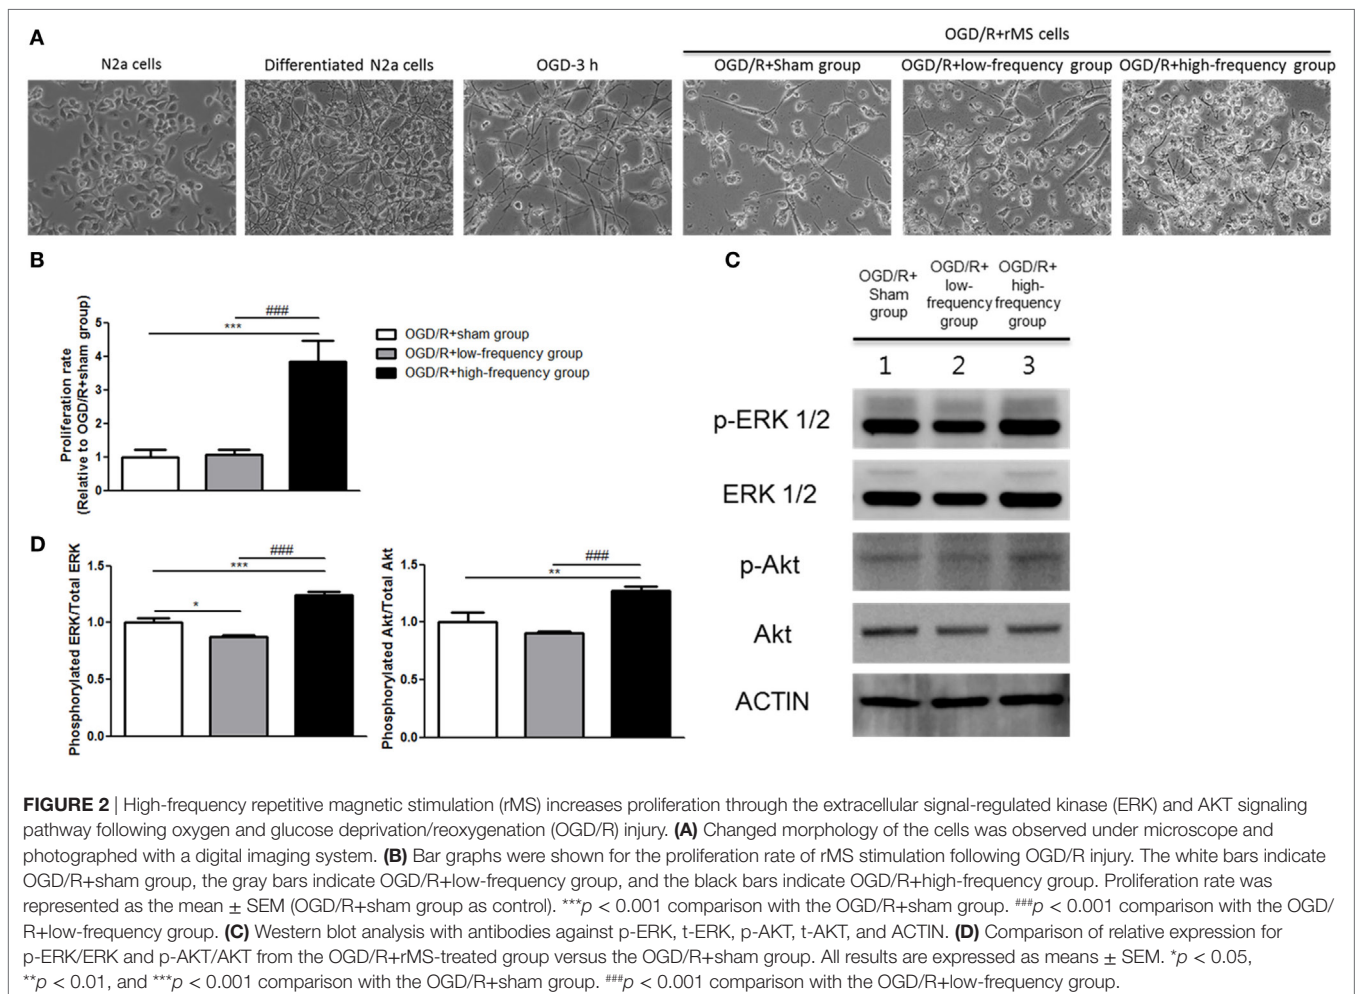 A
OGD/R+rMS cells
N2a cells
Differentiated N2a cells
OGD-3 h
OGD/R+Sham group
OGD/R+low-frequency group
OGD/R+high-frequency group
B
Proliferation rate
(Relative to OGD/R+sham group)
5
4
3
2
1
0
***
###
OGD/R+sham group
OGD/R+low-frequency group
OGD/R+high-frequency group
C
OGD/R+
Sham
group
OGD/R+
low-
frequency
group
OGD/R+
high-
frequency
group
1
2
3
p-ERK 1/2
ERK 1/2
p-Akt
Akt
ACTIN
D
Phosphorylated ERK/Total ERK
1.5
1.0
0.5
0.0
*
***
###
Phosphorylated Akt/Total Akt
1.5
1.0
0.5
0.0
**
###
FIGURE 2 | High-frequency repetitive magnetic stimulation (rMS) increases proliferation through the extracellular signal-regulated kinase (ERK) and AKT signaling
pathway following oxygen and glucose deprivation/reoxygenation (OGD/R) injury. (A) Changed morphology of the cells was observed under microscope and
photographed with a digital imaging system. (B) Bar graphs were shown for the proliferation rate of rMS stimulation following OGD/R injury. The white bars indicate
OGD/R+sham group, the gray bars indicate OGD/R+low-frequency group, and the black bars indicate OGD/R+high-frequency group. Proliferation rate was
represented as the mean ± SEM (OGD/R+sham group as control). ***p < 0.001 comparison with the OGD/R+sham group. ###p < 0.001 comparison with the OGD/
R+low-frequency group. (C) Western blot analysis with antibodies against p-ERK, t-ERK, p-AKT, t-AKT, and ACTIN. (D) Comparison of relative expression for
p-ERK/ERK and p-AKT/AKT from the OGD/R+rMS-treated group versus the OGD/R+sham group. All results are expressed as means ± SEM. *p < 0.05,
**p < 0.01, and ***p < 0.001 comparison with the OGD/R+sham group. ###p < 0.001 comparison with the OGD/R+low-frequency group.